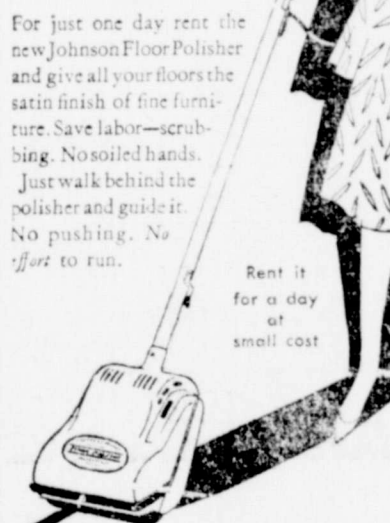 For just one day rent the
new Johnson Floor Polisher
and give all your floors the
satin finish of fine furni-
ture. Save labor—scrub-
bing. No soiled hands.
Just walk behind the
polisher and guide it.
No pushing. No
effort to run.
Rent it
for a day
at
small cost